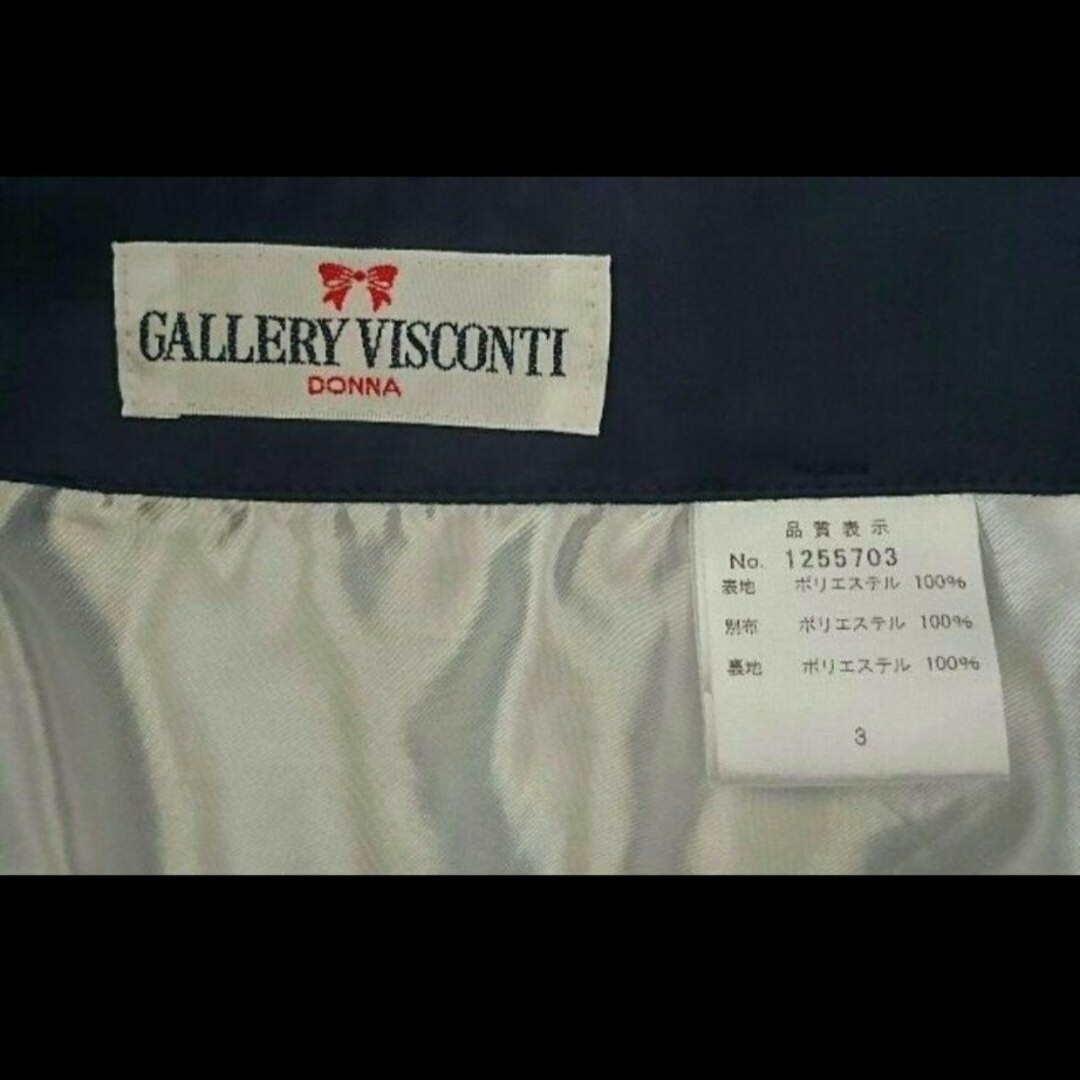 GALLERY VISCONTI
DONNA
品質表示
No. 1255703
表地 ポリエステル 100%
別布 ポリエステル 100%
裏地 ポリエステル 100%
3